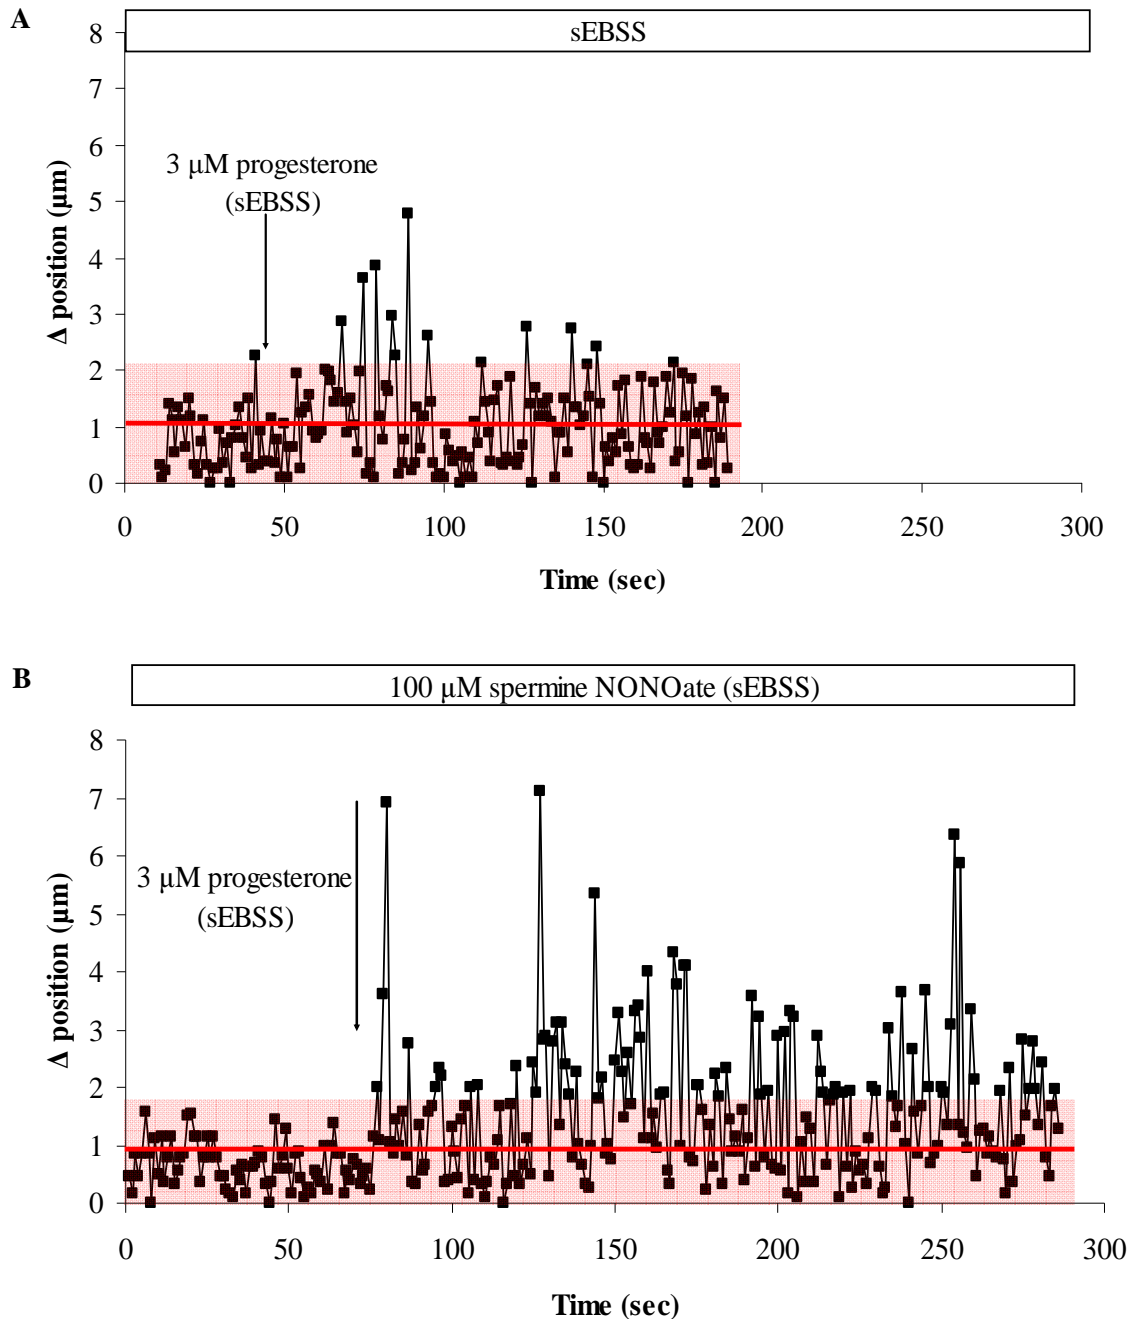 A
sEBSS
8
7
6
5
4
3
2
1
0
3 μM progesterone
(sEBSS)
Δ position (μm)
0 50 100 150 200 250 300
Time (sec)
B
100 μM spermine NONOate (sEBSS)
8
7
6
5
4
3
2
1
0
3 μM progesterone
(sEBSS)
Δ position (μm)
0 50 100 150 200 250 300
Time (sec)